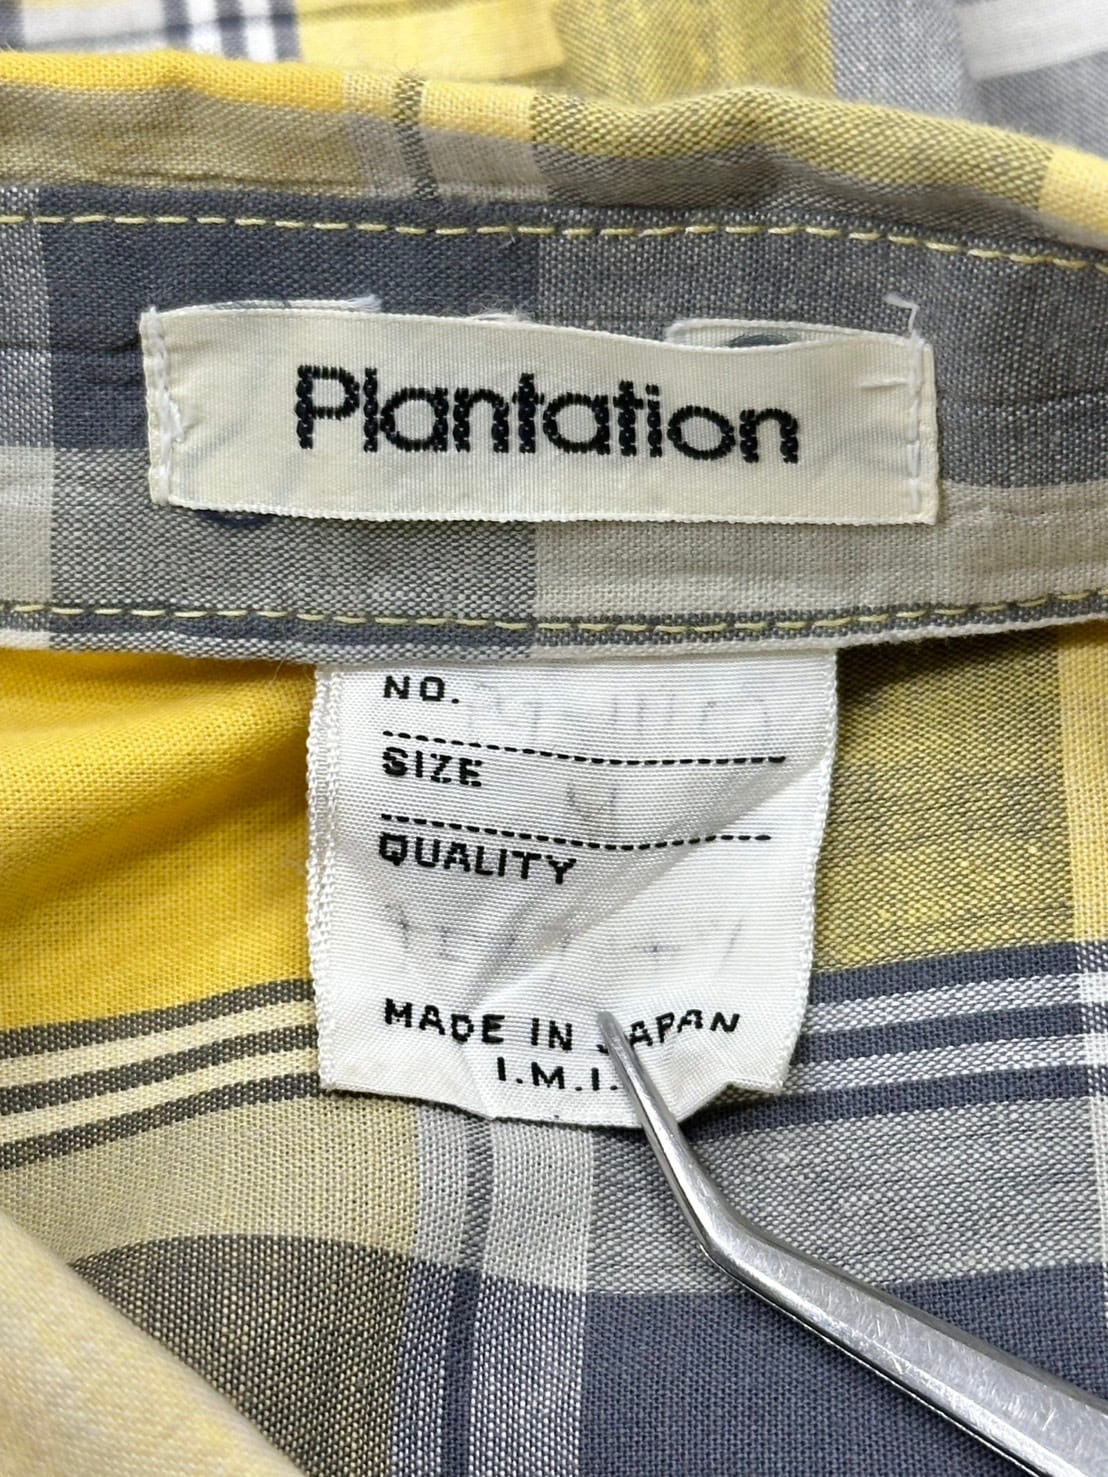 Plantation
NO.
SIZE
QUALITY
MADE IN JAPAN
I.M.I.